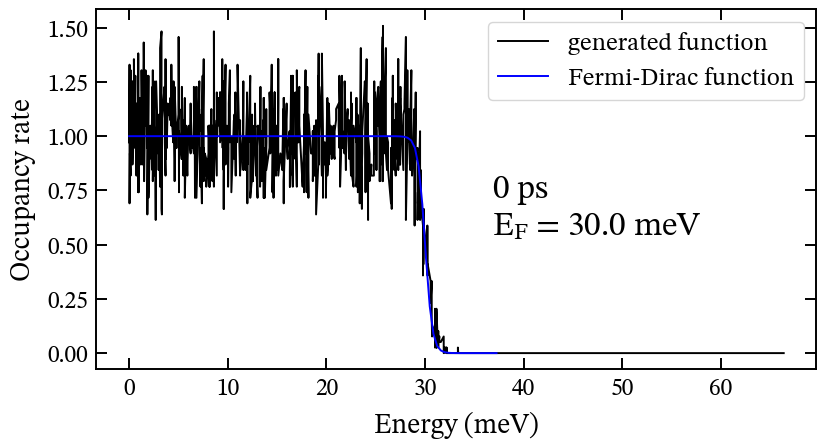 generated function
Fermi-Dirac function
0 ps
E_F = 30.0 meV
Occupancy rate
1.50
1.25
1.00
0.75
0.50
0.25
0.00
0 10 20 30 40 50 60
Energy (meV)